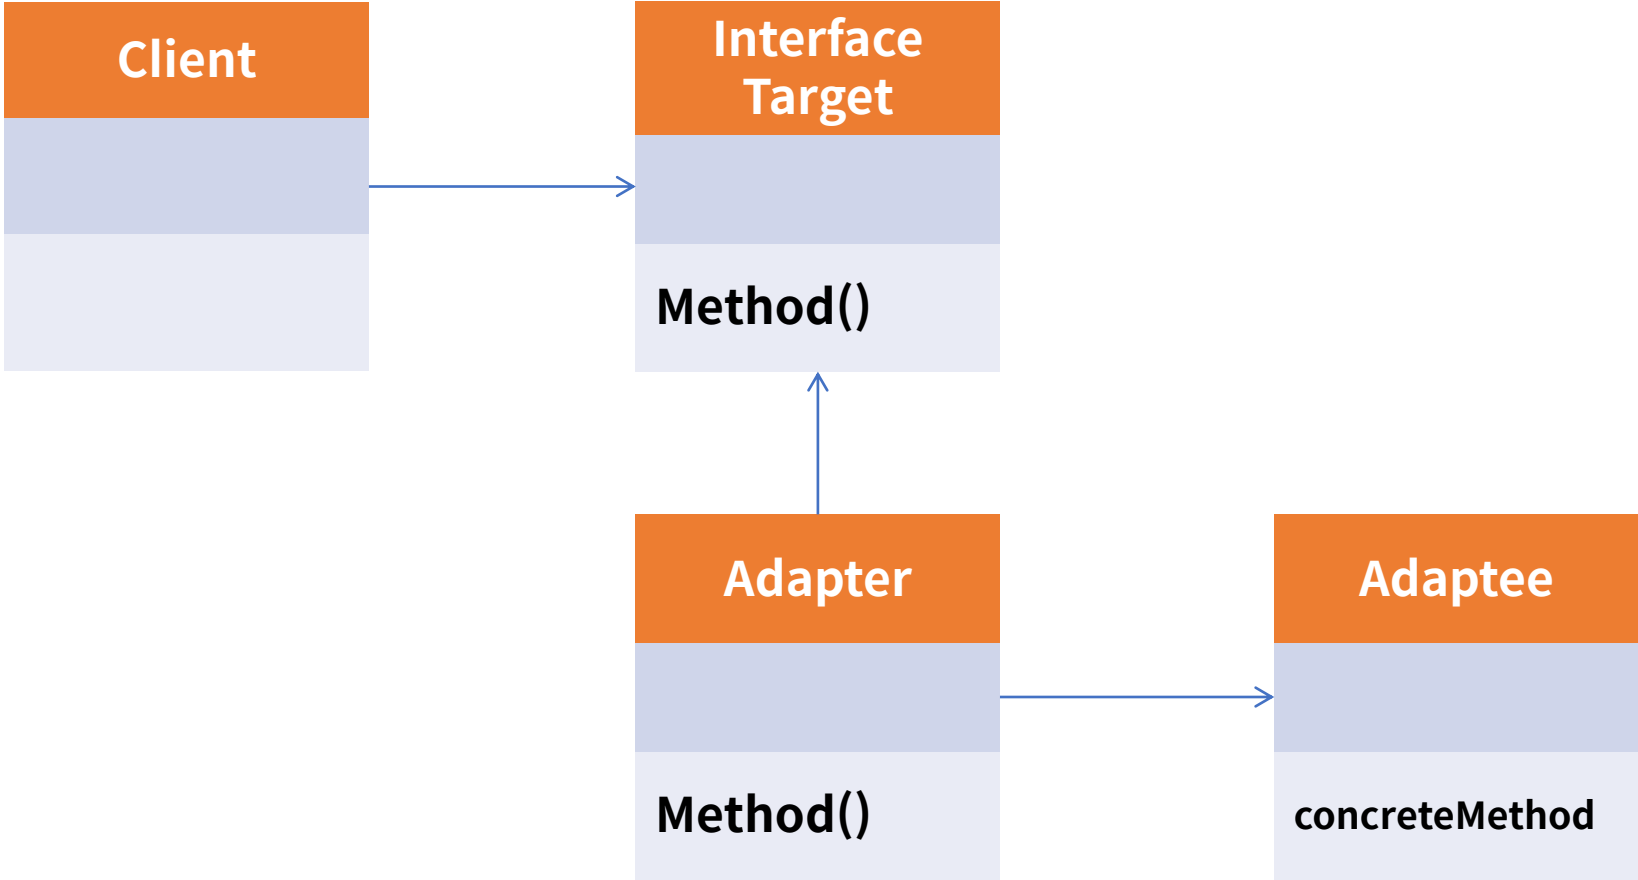 Client
Interface
Target
Method()
Adapter
Adaptee
Method()
concreteMethod